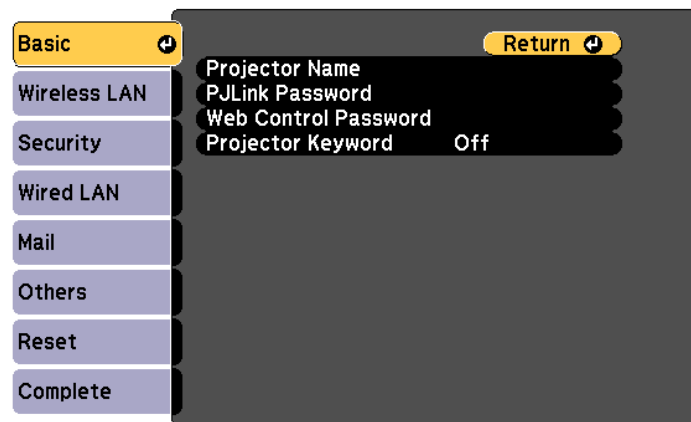 Basic
Wireless LAN
Security
Wired LAN
Mail
Others
Reset
Complete
Return
Projector Name
PJLink Password
Web Control Password
Projector Keyword Off